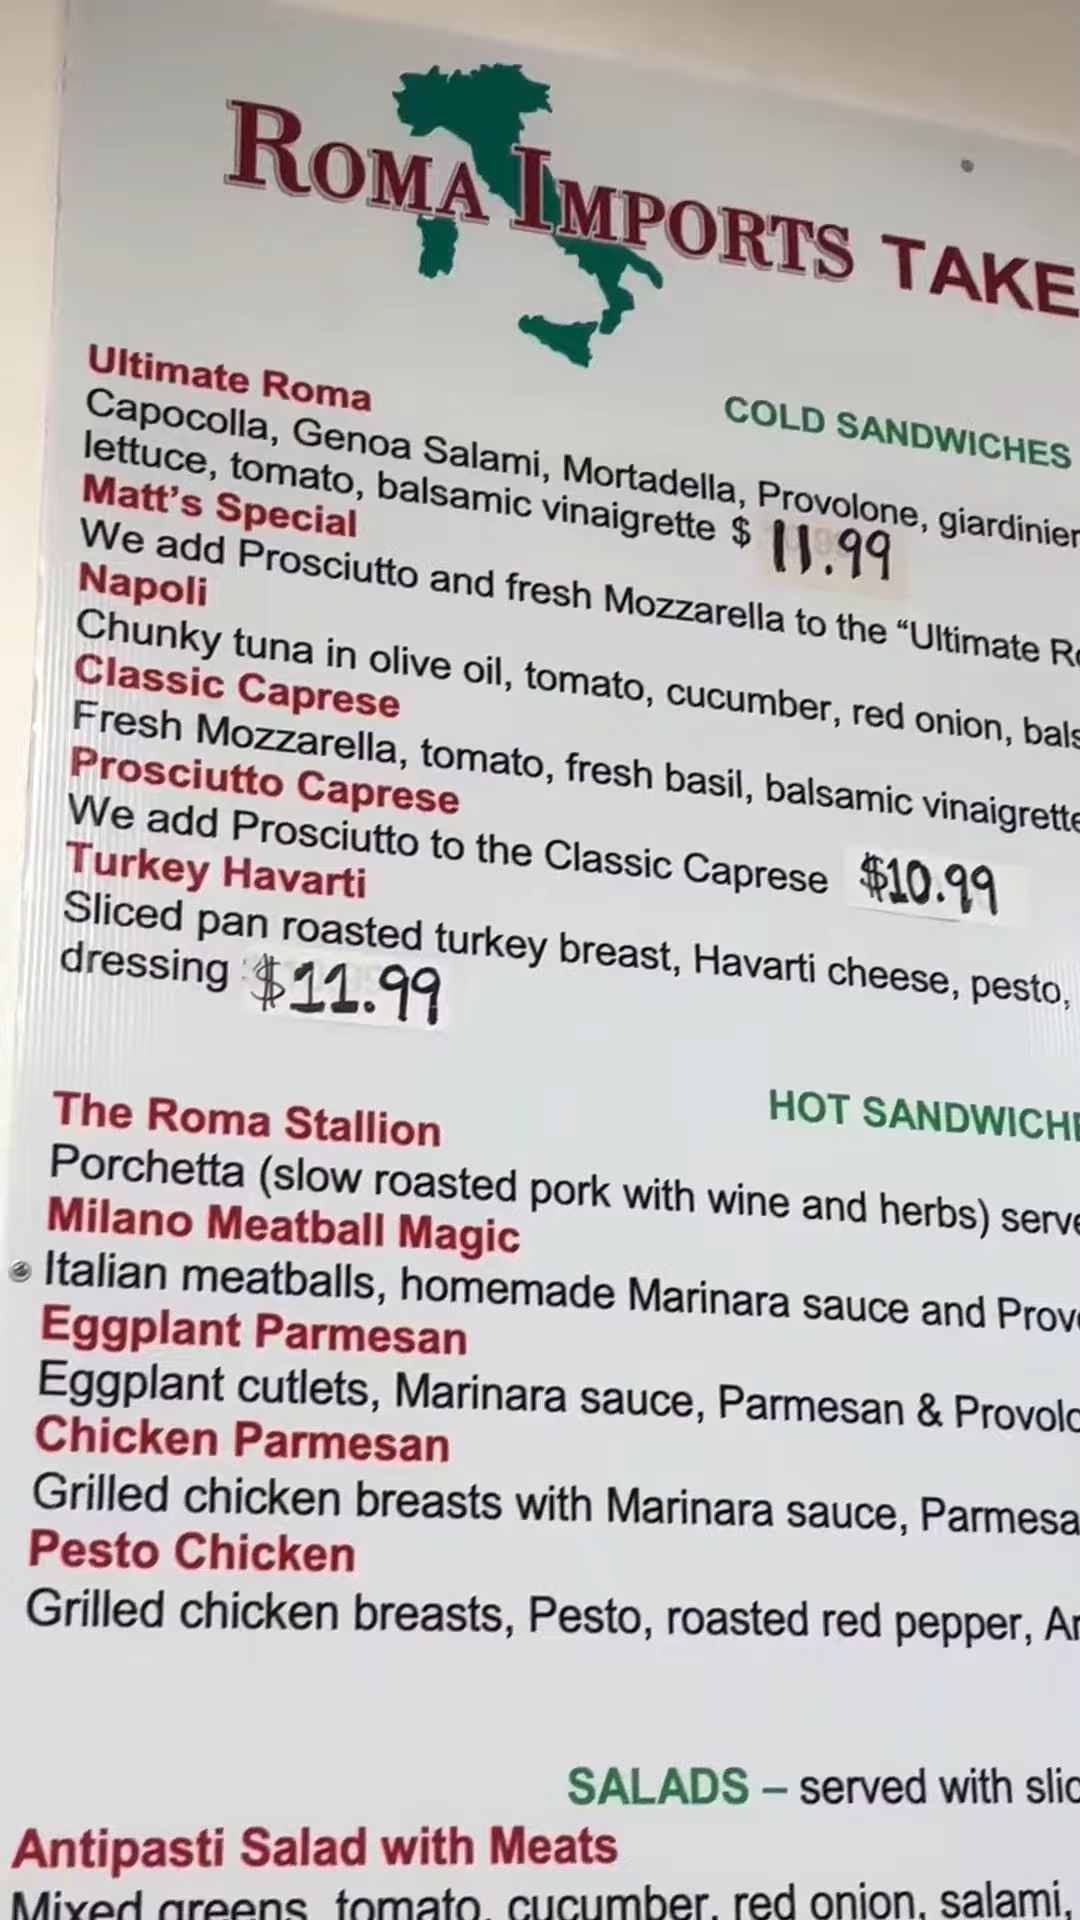 ROMA IMPORTS TAKE
COLD SANDWICHES
Ultimate Roma
Capocolla, Genoa Salami, Mortadella, Provolone, giardinier
lettuce, tomato, balsamic vinaigrette $ 11.99
Matt's Special
We add Prosciutto and fresh Mozzarella to the "Ultimate Ro
Napoli
Chunky tuna in olive oil, tomato, cucumber, red onion, bals
Classic Caprese
Fresh Mozzarella, tomato, fresh basil, balsamic vinaigrette
Prosciutto Caprese
We add Prosciutto to the Classic Caprese $10.99
Turkey Havarti
Sliced pan roasted turkey breast, Havarti cheese, pesto,
dressing $11.99
HOT SANDWICHE
The Roma Stallion
Porchetta (slow roasted pork with wine and herbs) serve
Milano Meatball Magic
Italian meatballs, homemade Marinara sauce and Provo
Eggplant Parmesan
Eggplant cutlets, Marinara sauce, Parmesan & Provolo
Chicken Parmesan
Grilled chicken breasts with Marinara sauce, Parmesa
Pesto Chicken
Grilled chicken breasts, Pesto, roasted red pepper, Ar
SALADS – served with slic
Antipasti Salad with Meats
Mixed greens, tomato, cucumber, red onion, salami,